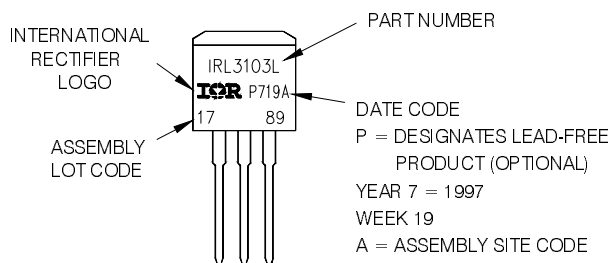 PART NUMBER
INTERNATIONAL
RECTIFIER
LOGO
IRL3103L
IOR P719A
17 89
ASSEMBLY
LOT CODE
DATE CODE
P = DESIGNATES LEAD-FREE
PRODUCT (OPTIONAL)
YEAR 7 = 1997
WEEK 19
A = ASSEMBLY SITE CODE